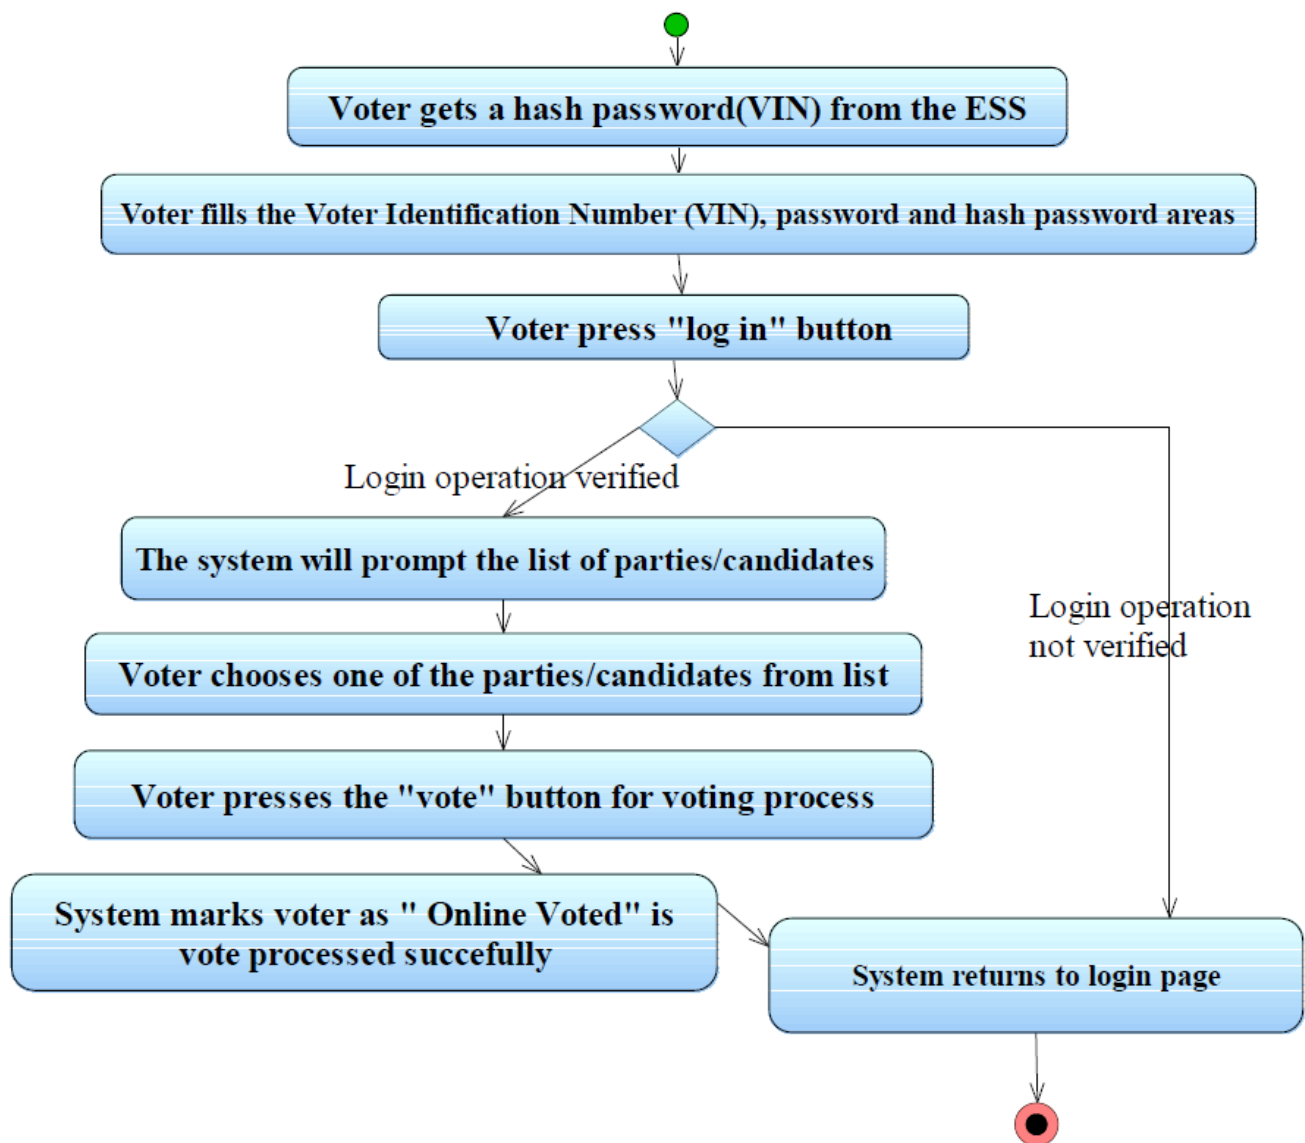 Voter gets a hash password(VIN) from the ESS
Voter fills the Voter Identification Number (VIN), password and hash password areas
Voter press "log in" button
Login operation verified
The system will prompt the list of parties/candidates
Login operation
not verified
Voter chooses one of the parties/candidates from list
Voter presses the "vote" button for voting process
System marks voter as " Online Voted" is
vote processed succefully
System returns to login page